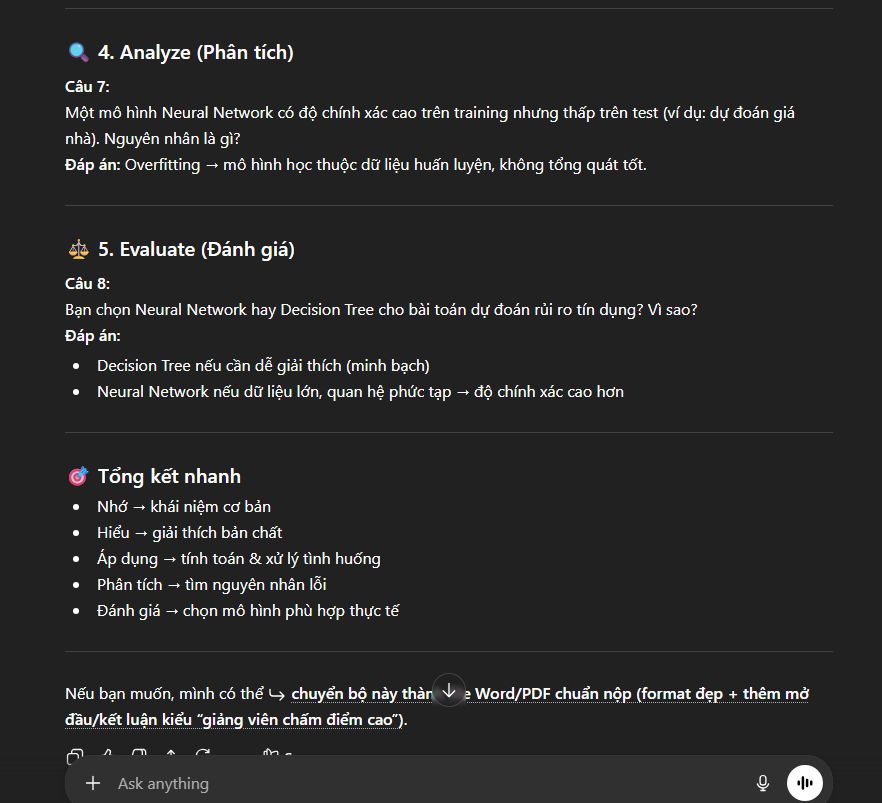 4. Analyze (Phân tích)
Câu 7:
Một mô hình Neural Network có độ chính xác cao trên training nhưng thấp trên test (ví dụ: dự đoán giá
nhà). Nguyên nhân là gì?
Đáp án: Overfitting → mô hình học thuộc dữ liệu huấn luyện, không tổng quát tốt.
5. Evaluate (Đánh giá)
Câu 8:
Bạn chọn Neural Network hay Decision Tree cho bài toán dự đoán rủi ro tín dụng? Vì sao?
Đáp án:
• Decision Tree nếu cần dễ giải thích (minh bạch)
• Neural Network nếu dữ liệu lớn, quan hệ phức tạp → độ chính xác cao hơn
Tổng kết nhanh
• Nhớ → khái niệm cơ bản
• Hiểu → giải thích bản chất
• Áp dụng → tính toán & xử lý tình huống
• Phân tích → tìm nguyên nhân lỗi
• Đánh giá → chọn mô hình phù hợp thực tế
Nếu bạn muốn, mình có thể ↪ chuyển bộ này Word/PDF chuẩn nộp (format đẹp + thêm mở
đầu/kết luận kiểu “giảng viên chấm điểm cao”).
Ask anything